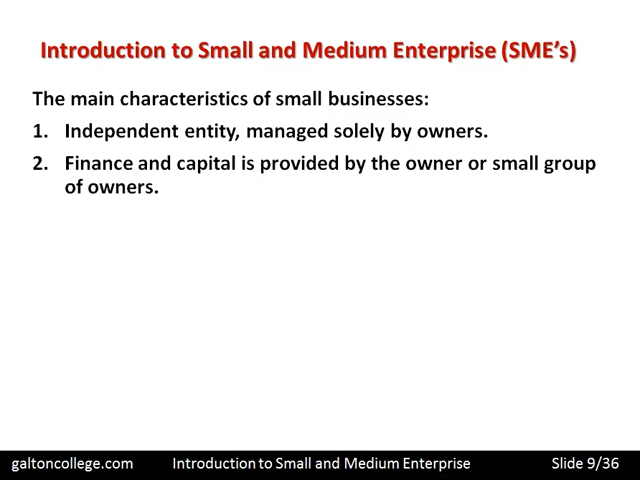 Introduction to Small and Medium Enterprise (SME’s)
The main characteristics of small businesses:
1. Independent entity, managed solely by owners.
2. Finance and capital is provided by the owner or small group
of owners.
galtoncollege.com Introduction to Small and Medium Enterprise Slide 9/36